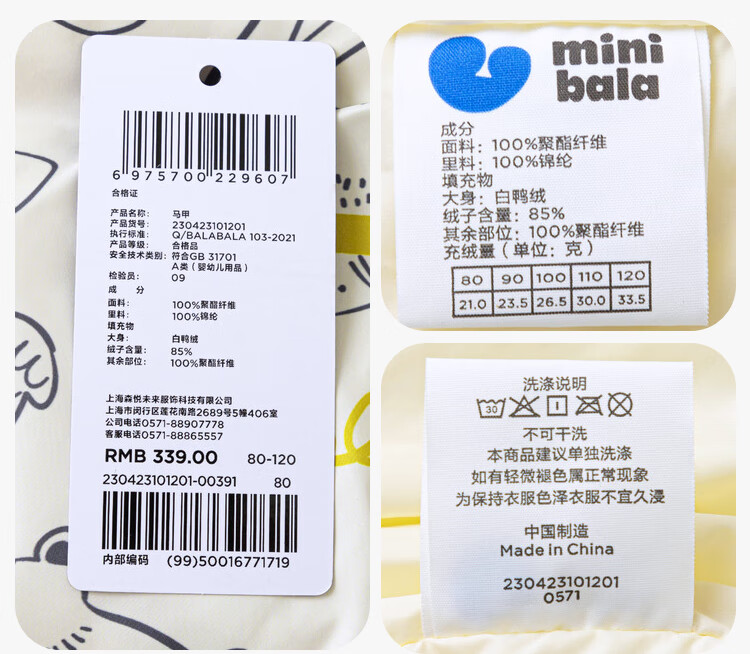 6 975700 229607
合格证
产品名称: 马甲
产品货号: 230423101201
执行标准: Q/BALABALA 103-2021
产品等级: 合格品
安全技术类别: 符合GB 31701
A类（婴幼儿用品）
检验员: 09
成 分
面料: 100%聚酯纤维
里料: 100%锦纶
填充物
大身: 白鸭绒
绒子含量: 85%
其余部位: 100%聚酯纤维
上海森悦未来服饰科技有限公司
上海市闵行区莲花南路2689号5幢406室
公司电话0571-88907778
客服电话0571-88865557
RMB 339.00 80-120
230423101201-00391 80
内部编码 (99)50016771719
mini
bala
成分
面料: 100%聚酯纤维
里料: 100%锦纶
填充物
大身: 白鸭绒
绒子含量: 85%
其余部位: 100%聚酯纤维
充绒量（单位: 克）
80 90 100 110 120
21.0 23.5 26.5 30.0 33.5
洗涤说明
30
不可干洗
本商品建议单独洗涤
如有轻微褪色属正常现象
为保持衣服色泽衣服不宜久浸
中国制造
Made in China
230423101201
0571